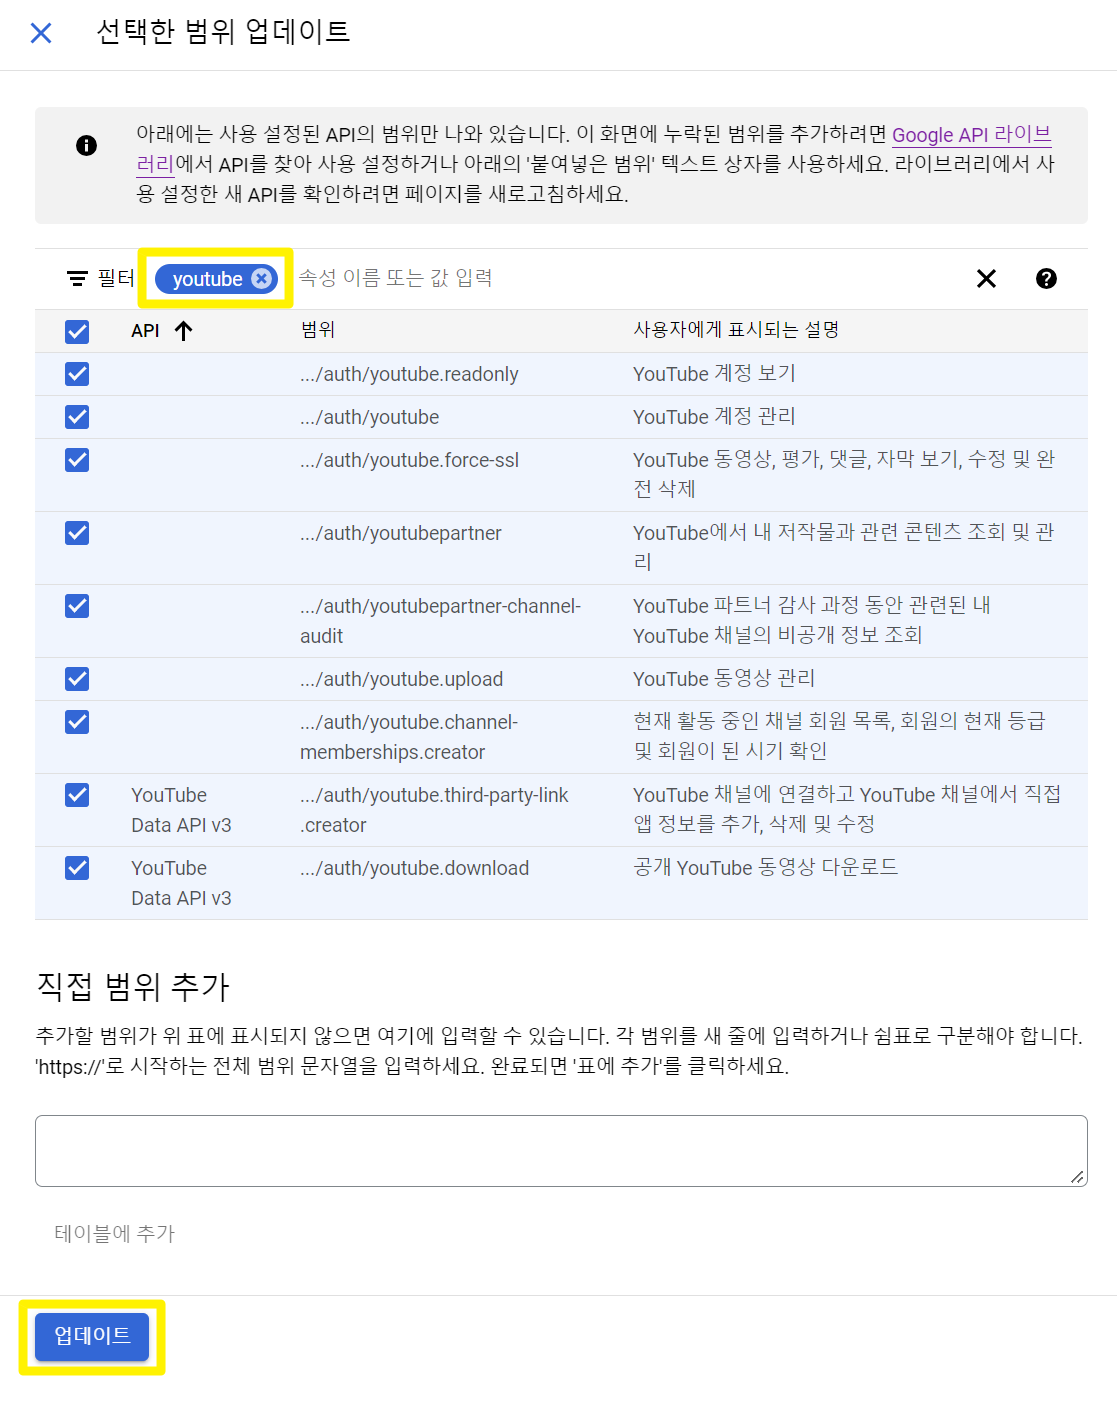 선택한 범위 업데이트
아래에는 사용 설정된 API의 범위만 나와 있습니다. 이 화면에 누락된 범위를 추가하려면 Google API 라이브
러리에서 API를 찾아 사용 설정하거나 아래의 '붙여넣은 범위' 텍스트 상자를 사용하세요. 라이브러리에서 사
용 설정한 새 API를 확인하려면 페이지를 새로고침하세요.
필터 youtube 속성 이름 또는 값 입력
API 범위 사용자에게 표시되는 설명
.../auth/youtube.readonly YouTube 계정 보기
.../auth/youtube YouTube 계정 관리
.../auth/youtube.force-ssl YouTube 동영상, 평가, 댓글, 자막 보기, 수정 및 완
전 삭제
.../auth/youtubepartner YouTube에서 내 저작물과 관련 콘텐츠 조회 및 관
리
.../auth/youtubepartner-channel- YouTube 파트너 감사 과정 동안 관련된 내
audit YouTube 채널의 비공개 정보 조회
.../auth/youtube.upload YouTube 동영상 관리
.../auth/youtube.channel- 현재 활동 중인 채널 회원 목록, 회원의 현재 등급
memberships.creator 및 회원이 된 시기 확인
YouTube .../auth/youtube.third-party-link YouTube 채널에 연결하고 YouTube 채널에서 직접
Data API v3 .creator 앱 정보를 추가, 삭제 및 수정
YouTube .../auth/youtube.download 공개 YouTube 동영상 다운로드
Data API v3
직접 범위 추가
추가할 범위가 위 표에 표시되지 않으면 여기에 입력할 수 있습니다. 각 범위를 새 줄에 입력하거나 쉼표로 구분해야 합니다.
'https://'로 시작하는 전체 범위 문자열을 입력하세요. 완료되면 '표에 추가'를 클릭하세요.
테이블에 추가
업데이트